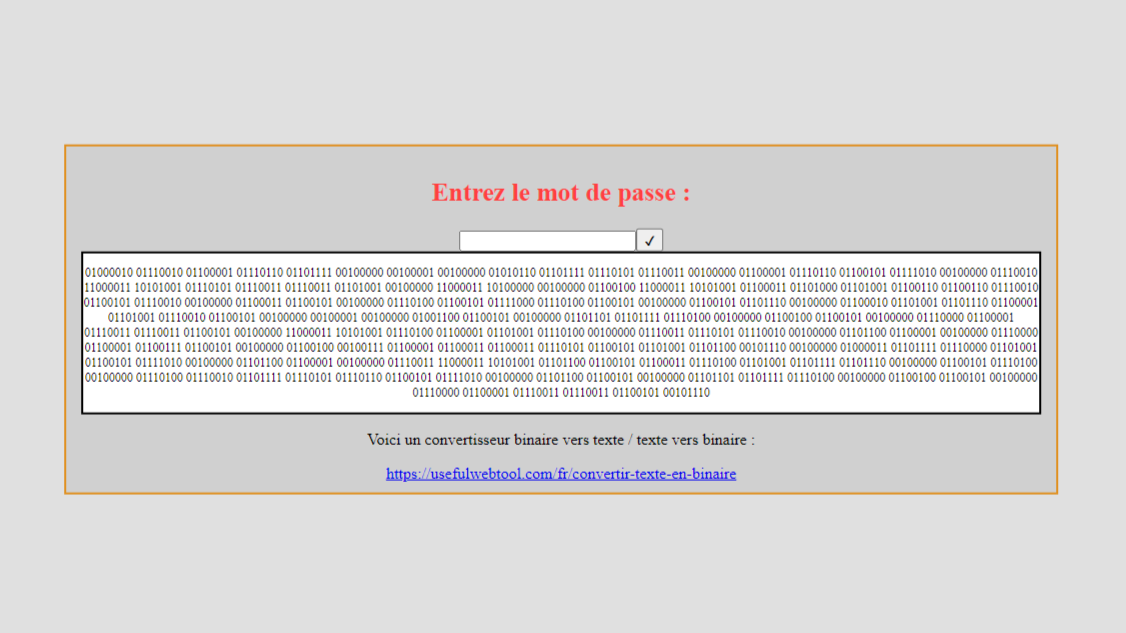 Entrez le mot de passe :
✓
01000010 01110010 01100001 01110110 01101111 00100000 00100001 00100000 01010110 01101111 01110101 01110011 00100000 01100001 01110110 01100101 01111010 00100000 01110010
11000011 10101001 01110101 01110011 01110011 01101001 00100000 11000011 10100000 00100000 01100100 11000011 10101001 01100011 01101000 01101001 01100110 01100110 01110010
01100101 01110010 00100000 01100011 01100101 00100000 01110100 01100101 01111000 01110100 01100101 00100000 01100101 01101110 00100000 01100010 01101001 01101110 01100001
01101001 01110010 01100101 00100000 00100001 00100000 01001100 01100101 00100000 01101101 01101111 01110100 00100000 01100100 01100101 00100000 01110000 01100001
01110011 01110011 01100101 00100000 11000011 10101001 01110100 01100001 01101001 01110100 00100000 01110011 01110101 01110010 00100000 01101100 01100001 00100000 01110000
01100001 01100111 01100101 00100000 01100100 00100111 01100001 01100011 01100011 01110101 01100101 01101001 01101100 00101110 00100000 01000011 01101111 01110000 01101001
01100101 01111010 00100000 01101100 01100001 00100000 01110011 11000011 10101001 01101100 01100101 01100011 01110100 01101001 01101111 01101110 00100000 01100101 01110100
00100000 01110100 01110010 01101111 01110101 01110110 01100101 01111010 00100000 01101100 01100101 00100000 01101101 01101111 01110100 00100000 01100100 01100101 00100000
01110000 01100001 01110011 01110011 01100101 00101110
Voici un convertisseur binaire vers texte / texte vers binaire :
https://usefulwebtool.com/fr/convertir-texte-en-binaire